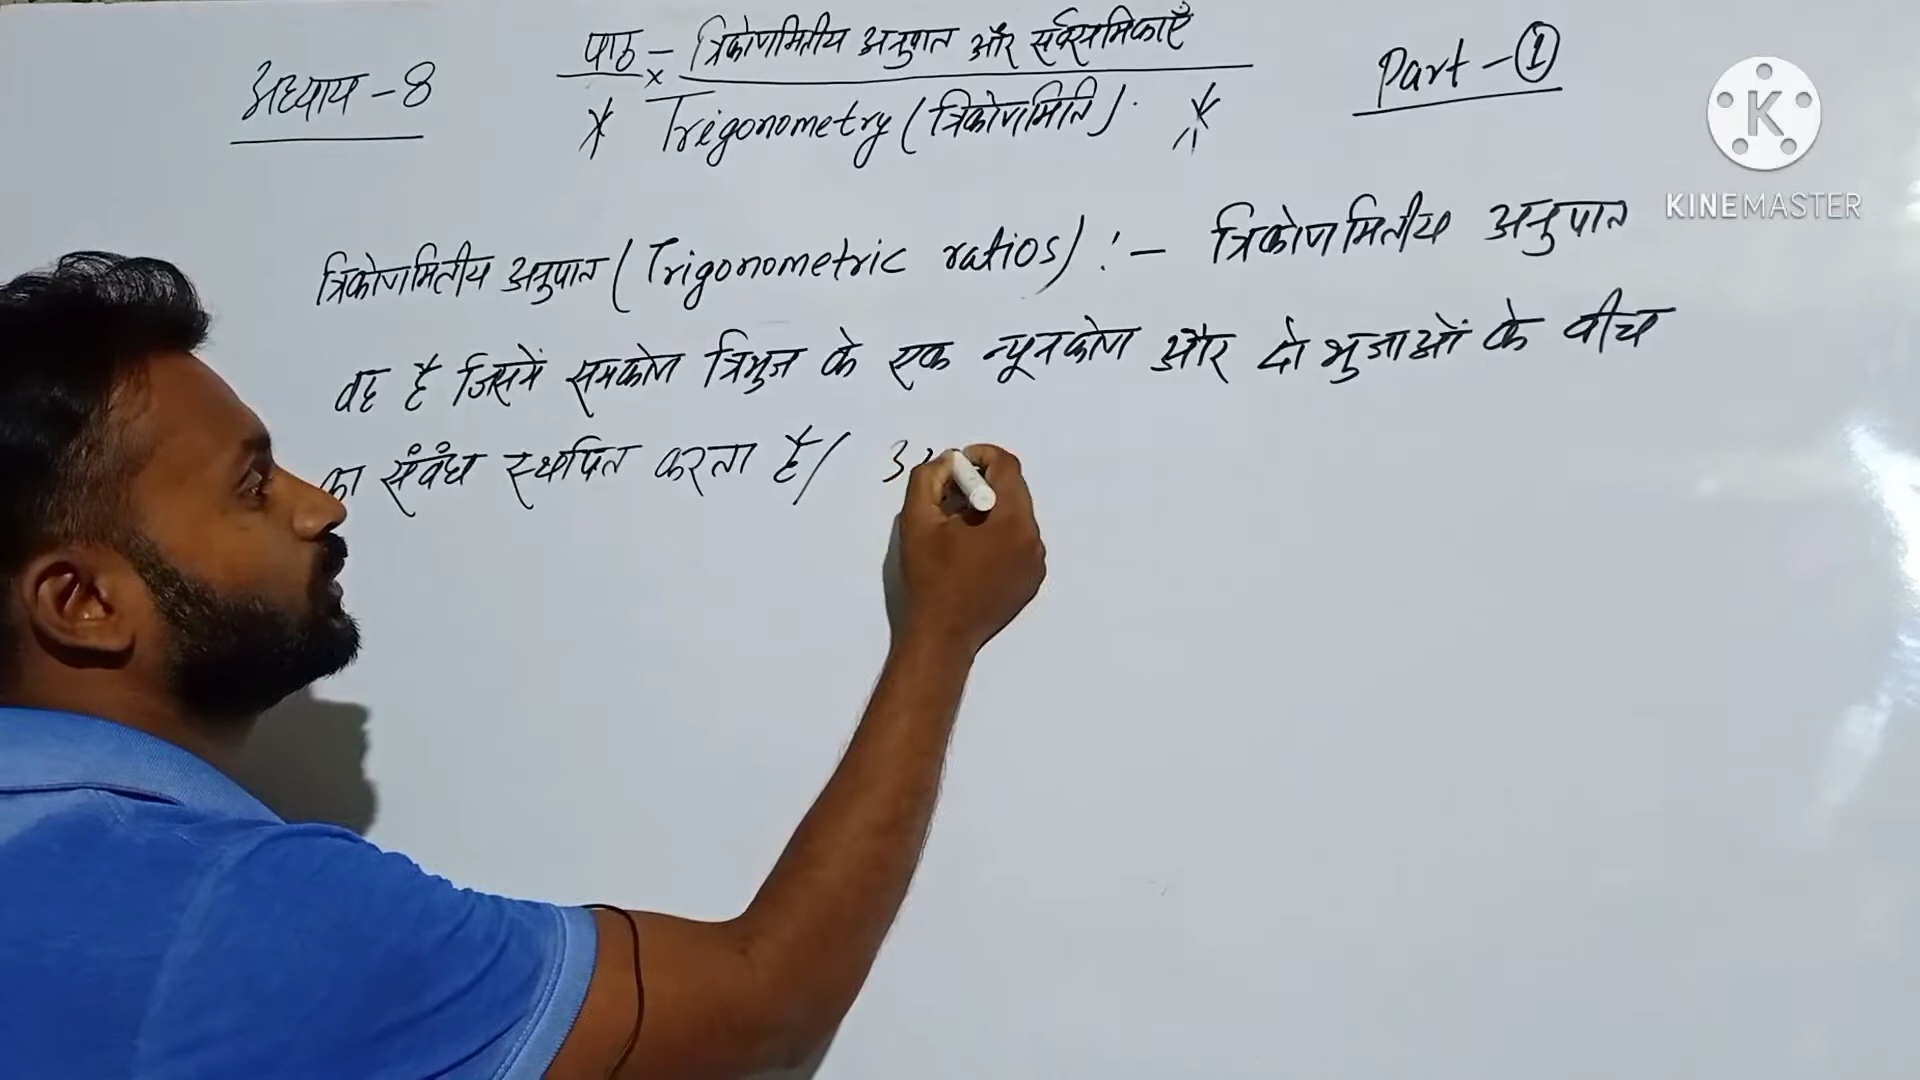 अध्याय - 8
पाठ - त्रिकोणमितीय अनुपात और सर्वसमिकाएँ
Part - ①
* Trigonometry (त्रिकोणमिति). *
K
KINEMASTER
त्रिकोणमितीय अनुपात (Trigonometric ratios) :- त्रिकोणमितीय अनुपात
वह है जिसमें समकोण त्रिभुज के एक न्यूनकोण और दो भुजाओं के बीच
का संबंध स्थापित करता है/